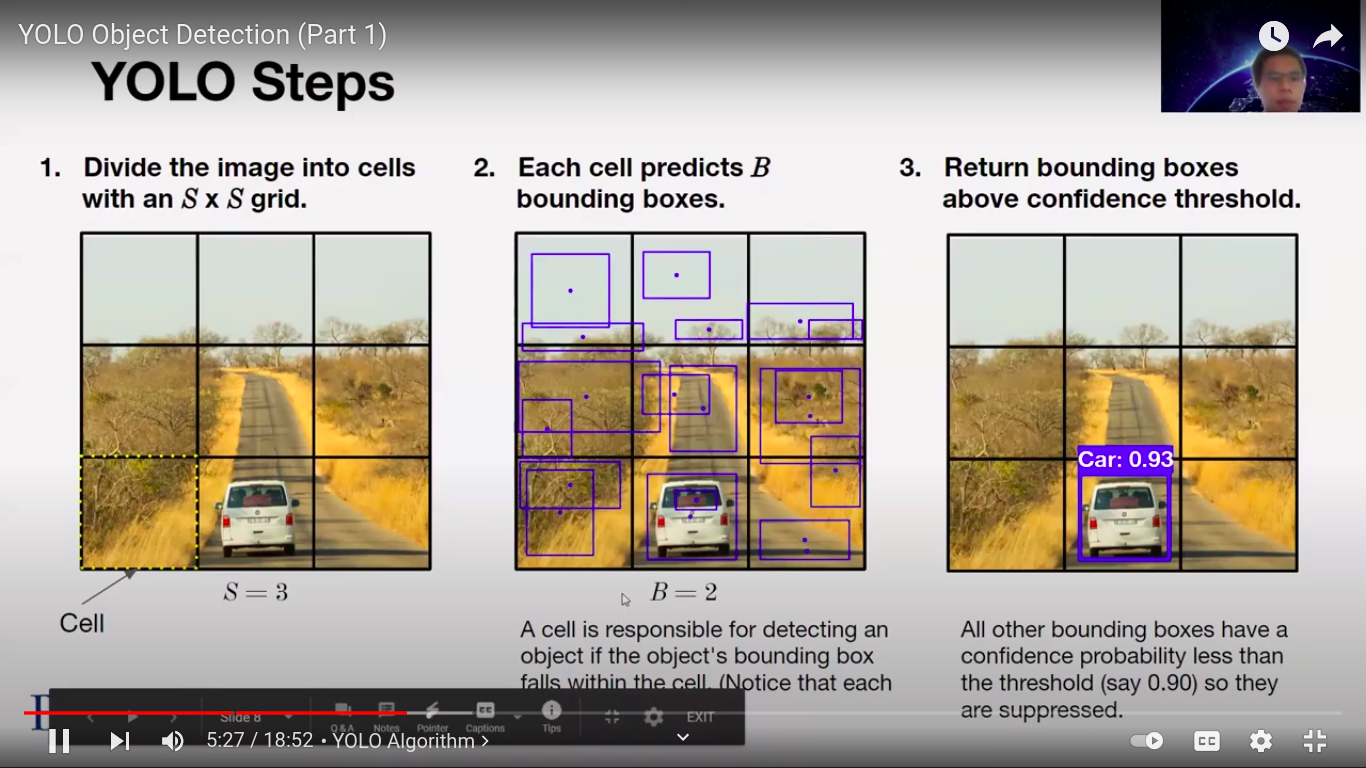 YOLO Object Detection (Part 1)
YOLO Steps
1. Divide the image into cells
with an S x S grid.
S = 3
Cell
2. Each cell predicts B
bounding boxes.
B = 2
A cell is responsible for detecting an
object if the object's bounding box
falls within the cell. (Notice that each
3. Return bounding boxes
above confidence threshold.
Car: 0.93
All other bounding boxes have a
confidence probability less than
the threshold (say 0.90) so they
are suppressed.
Slide 8
Q & A
Notes
Pointer
Captions
Tips
EXIT
5:27 / 18:52 • YOLO Algorithm >
CC